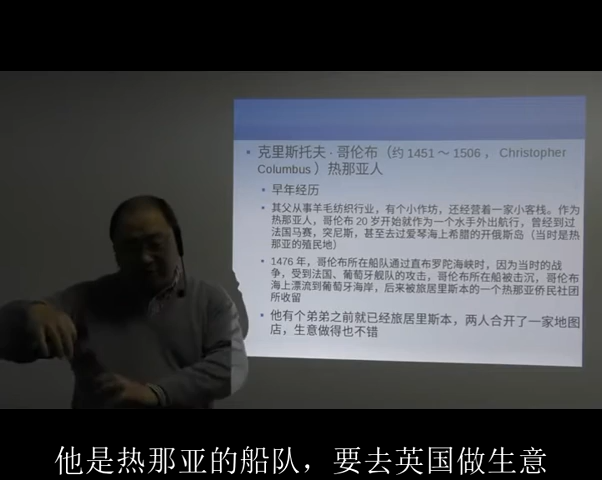 克里斯托夫·哥伦布（约1451～1506，Christopher
Columbus）热那亚人
早年经历
其父从事羊毛纺织行业，有个小作坊，还经营着一家小客栈。作为
热那亚人，哥伦布20岁开始就作为一个水手外出航行，曾经到过
法国马赛，突尼斯，甚至去过爱琴海上希腊的开俄斯岛（当时是热
那亚的殖民地）
1476年，哥伦布所在船队通过直布罗陀海峡时，因为当时的战
争，受到法国、葡萄牙舰队的攻击，哥伦布所在船被击沉，哥伦布
海上漂流到葡萄牙海岸，后来被旅居里斯本的一个热那亚侨民社团
所收留
他有个弟弟之前就已经旅居里斯本，两人合开了一家地图
店，生意做得也不错
他是热那亚的船队，要去英国做生意